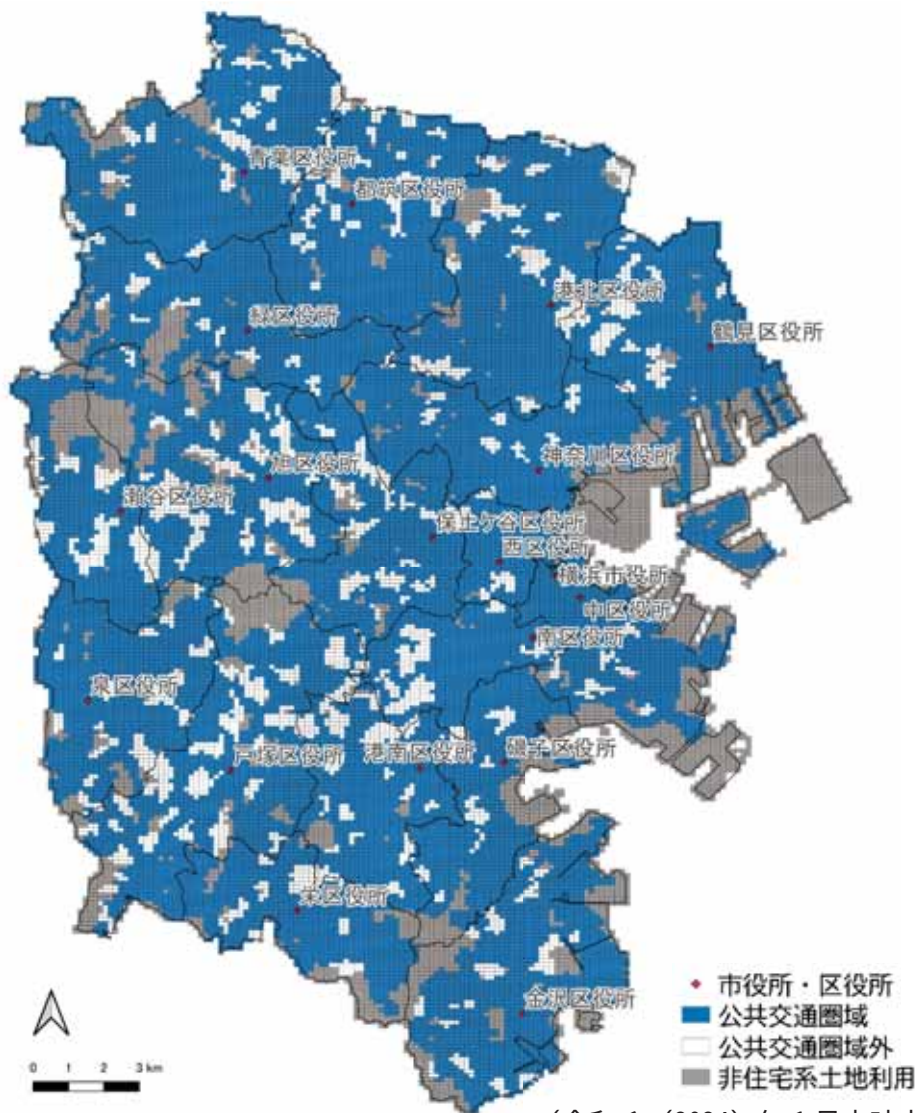 青葉区役所
都筑区役所
港北区役所
緑区役所
鶴見区役所
旭区役所
神奈川区役所
瀬谷区役所
保土ケ谷区役所
西区役所
横浜市役所
中区役所
南区役所
泉区役所
戸塚区役所
港南区役所
磯子区役所
栄区役所
金沢区役所
市役所・区役所
公共交通圏域
公共交通圏域外
非住宅系土地利用
0 1 2 3 km